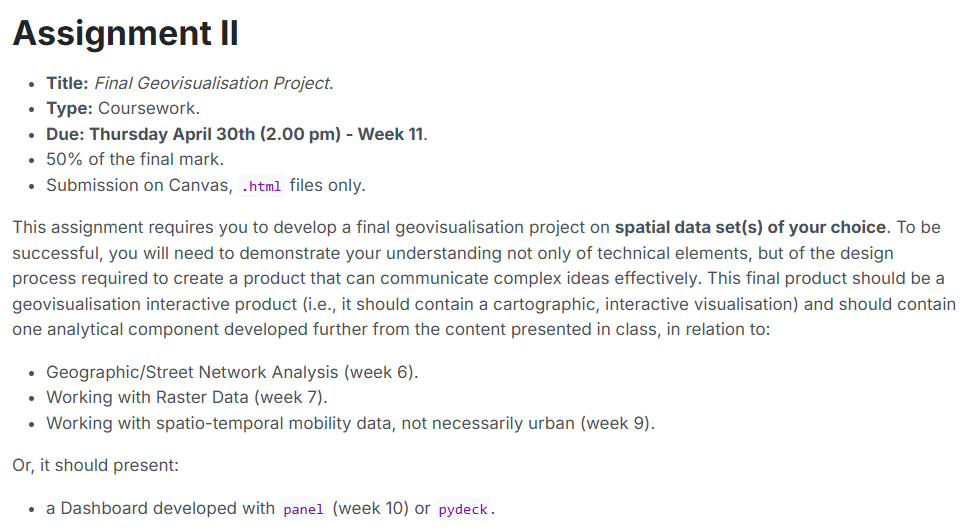 Assignment II
• Title: Final Geovisualisation Project.
• Type: Coursework.
• Due: Thursday April 30th (2.00 pm) - Week 11.
• 50% of the final mark.
• Submission on Canvas, .html files only.
This assignment requires you to develop a final geovisualisation project on spatial data set(s) of your choice. To be
successful, you will need to demonstrate your understanding not only of technical elements, but of the design
process required to create a product that can communicate complex ideas effectively. This final product should be a
geovisualisation interactive product (i.e., it should contain a cartographic, interactive visualisation) and should contain
one analytical component developed further from the content presented in class, in relation to:
• Geographic/Street Network Analysis (week 6).
• Working with Raster Data (week 7).
• Working with spatio-temporal mobility data, not necessarily urban (week 9).
Or, it should present:
• a Dashboard developed with panel (week 10) or pydeck.